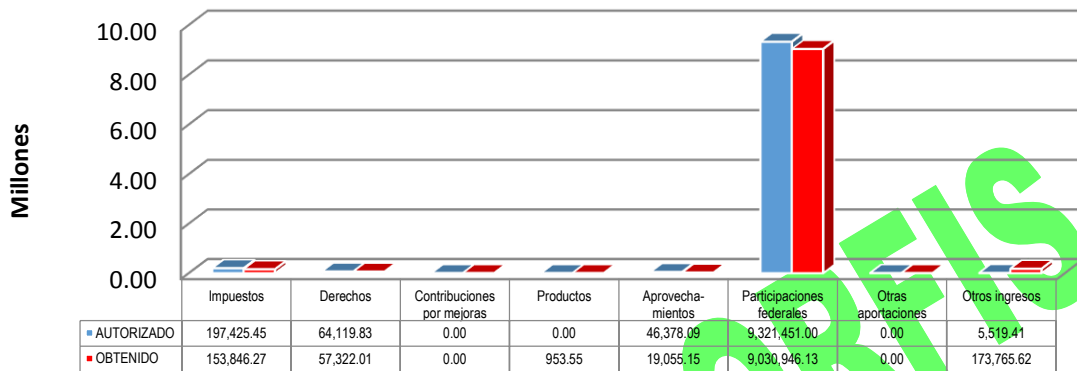 Millones
10.00
8.00
6.00
4.00
2.00
0.00
Impuestos Derechos Contribuciones por mejoras Productos Aprovecha-mientos Participaciones federales Otras aportaciones Otros ingresos
AUTORIZADO 197,425.45 64,119.83 0.00 0.00 46,378.09 9,321,451.00 0.00 5,519.41
OBTENIDO 153,846.27 57,322.01 0.00 953.55 19,055.15 9,030,946.13 0.00 173,765.62
ORFIS